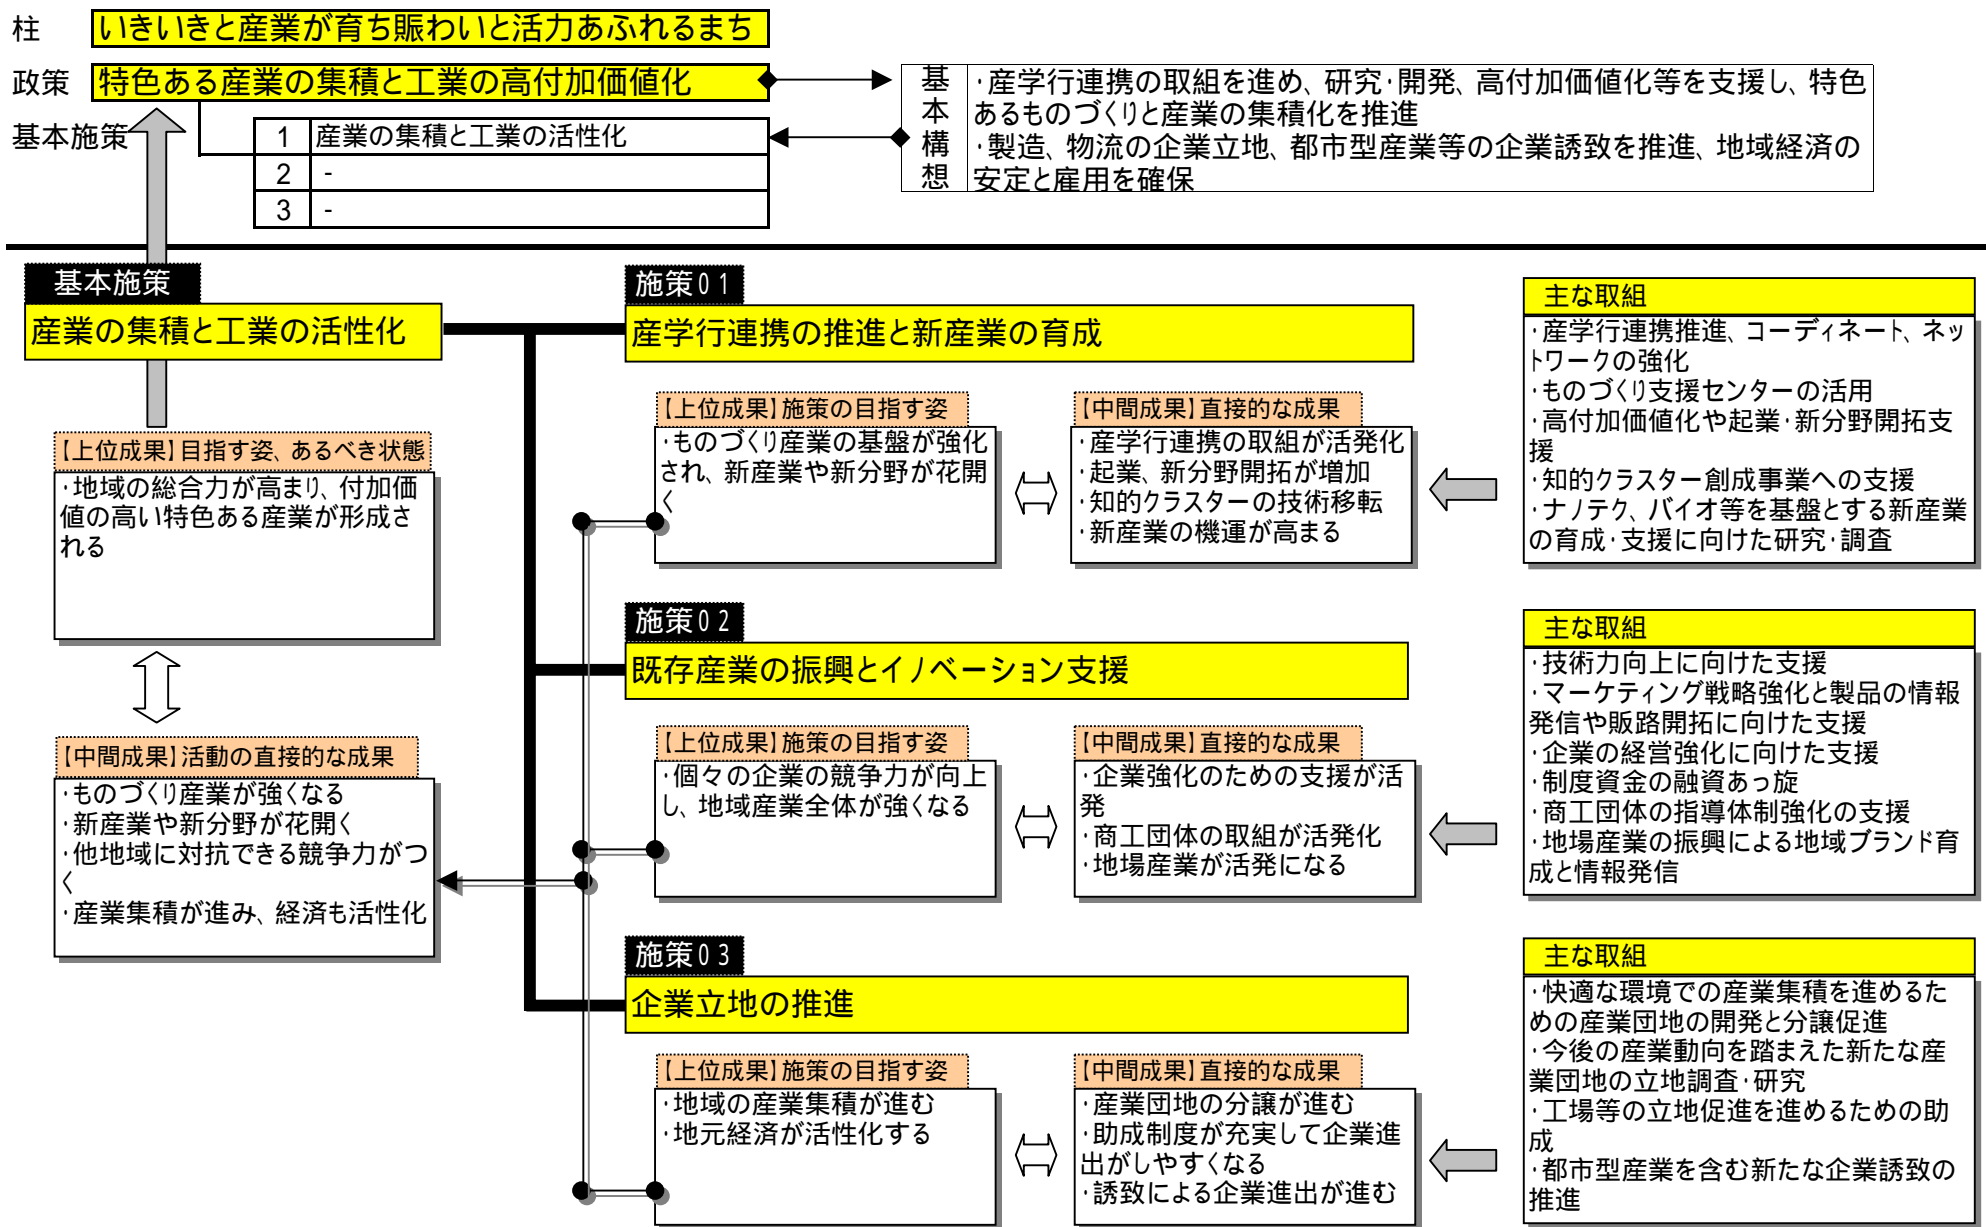 柱
いきいきと産業が育ち賑わいと活力あふれるまち
政策
特色ある産業の集積と工業の高付加価値化
基本施策
1 産業の集積と工業の活性化
2 -
3 -
基本構想
・産学行連携の取組を進め、研究・開発、高付加価値化等を支援し、特色
あるものづくりと産業の集積化を推進
・製造、物流の企業立地、都市型産業等の企業誘致を推進、地域経済の
安定と雇用を確保
基本施策
産業の集積と工業の活性化
【上位成果】目指す姿、あるべき状態
・地域の総合力が高まり、付加価
値の高い特色ある産業が形成さ
れる
【中間成果】活動の直接的な成果
・ものづくり産業が強くなる
・新産業や新分野が花開く
・他地域に対抗できる競争力がつ
く
・産業集積が進み、経済も活性化
施策01
産学行連携の推進と新産業の育成
【上位成果】施策の目指す姿
・ものづくり産業の基盤が強化
され、新産業や新分野が花開
く
【中間成果】直接的な成果
・産学行連携の取組が活発化
・起業、新分野開拓が増加
・知的クラスターの技術移転
・新産業の機運が高まる
主な取組
・産学行連携推進、コーディネート、ネッ
トワークの強化
・ものづくり支援センターの活用
・高付加価値化や起業・新分野開拓支
援
・知的クラスター創成事業への支援
・ナノテク、バイオ等を基盤とする新産業
の育成・支援に向けた研究・調査
施策02
既存産業の振興とイノベーション支援
【上位成果】施策の目指す姿
・個々の企業の競争力が向上
し、地域産業全体が強くなる
【中間成果】直接的な成果
・企業強化のための支援が活
発
・商工団体の取組が活発化
・地場産業が活発になる
主な取組
・技術力向上に向けた支援
・マーケティング戦略強化と製品の情報
発信や販路開拓に向けた支援
・企業の経営強化に向けた支援
・制度資金の融資あっ旋
・商工団体の指導体制強化の支援
・地場産業の振興による地域ブランド育
成と情報発信
施策03
企業立地の推進
【上位成果】施策の目指す姿
・地域の産業集積が進む
・地元経済が活性化する
【中間成果】直接的な成果
・産業団地の分譲が進む
・助成制度が充実して企業進
出がしやすくなる
・誘致による企業進出が進む
主な取組
・快適な環境での産業集積を進めるた
めの産業団地の開発と分譲促進
・今後の産業動向を踏まえた新たな産
業団地の立地調査・研究
・工場等の立地促進を進めるための助
成
・都市型産業を含む新たな企業誘致の
推進